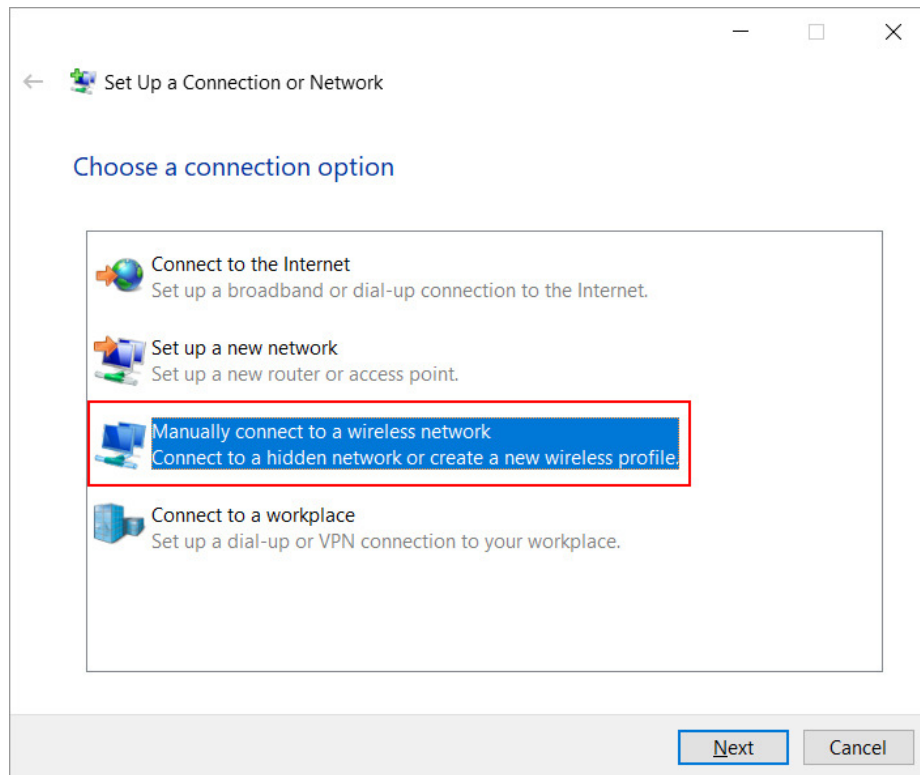 Set Up a Connection or Network
Choose a connection option
Connect to the Internet
Set up a broadband or dial-up connection to the Internet.
Set up a new network
Set up a new router or access point.
Manually connect to a wireless network
Connect to a hidden network or create a new wireless profile.
Connect to a workplace
Set up a dial-up or VPN connection to your workplace.
Next
Cancel